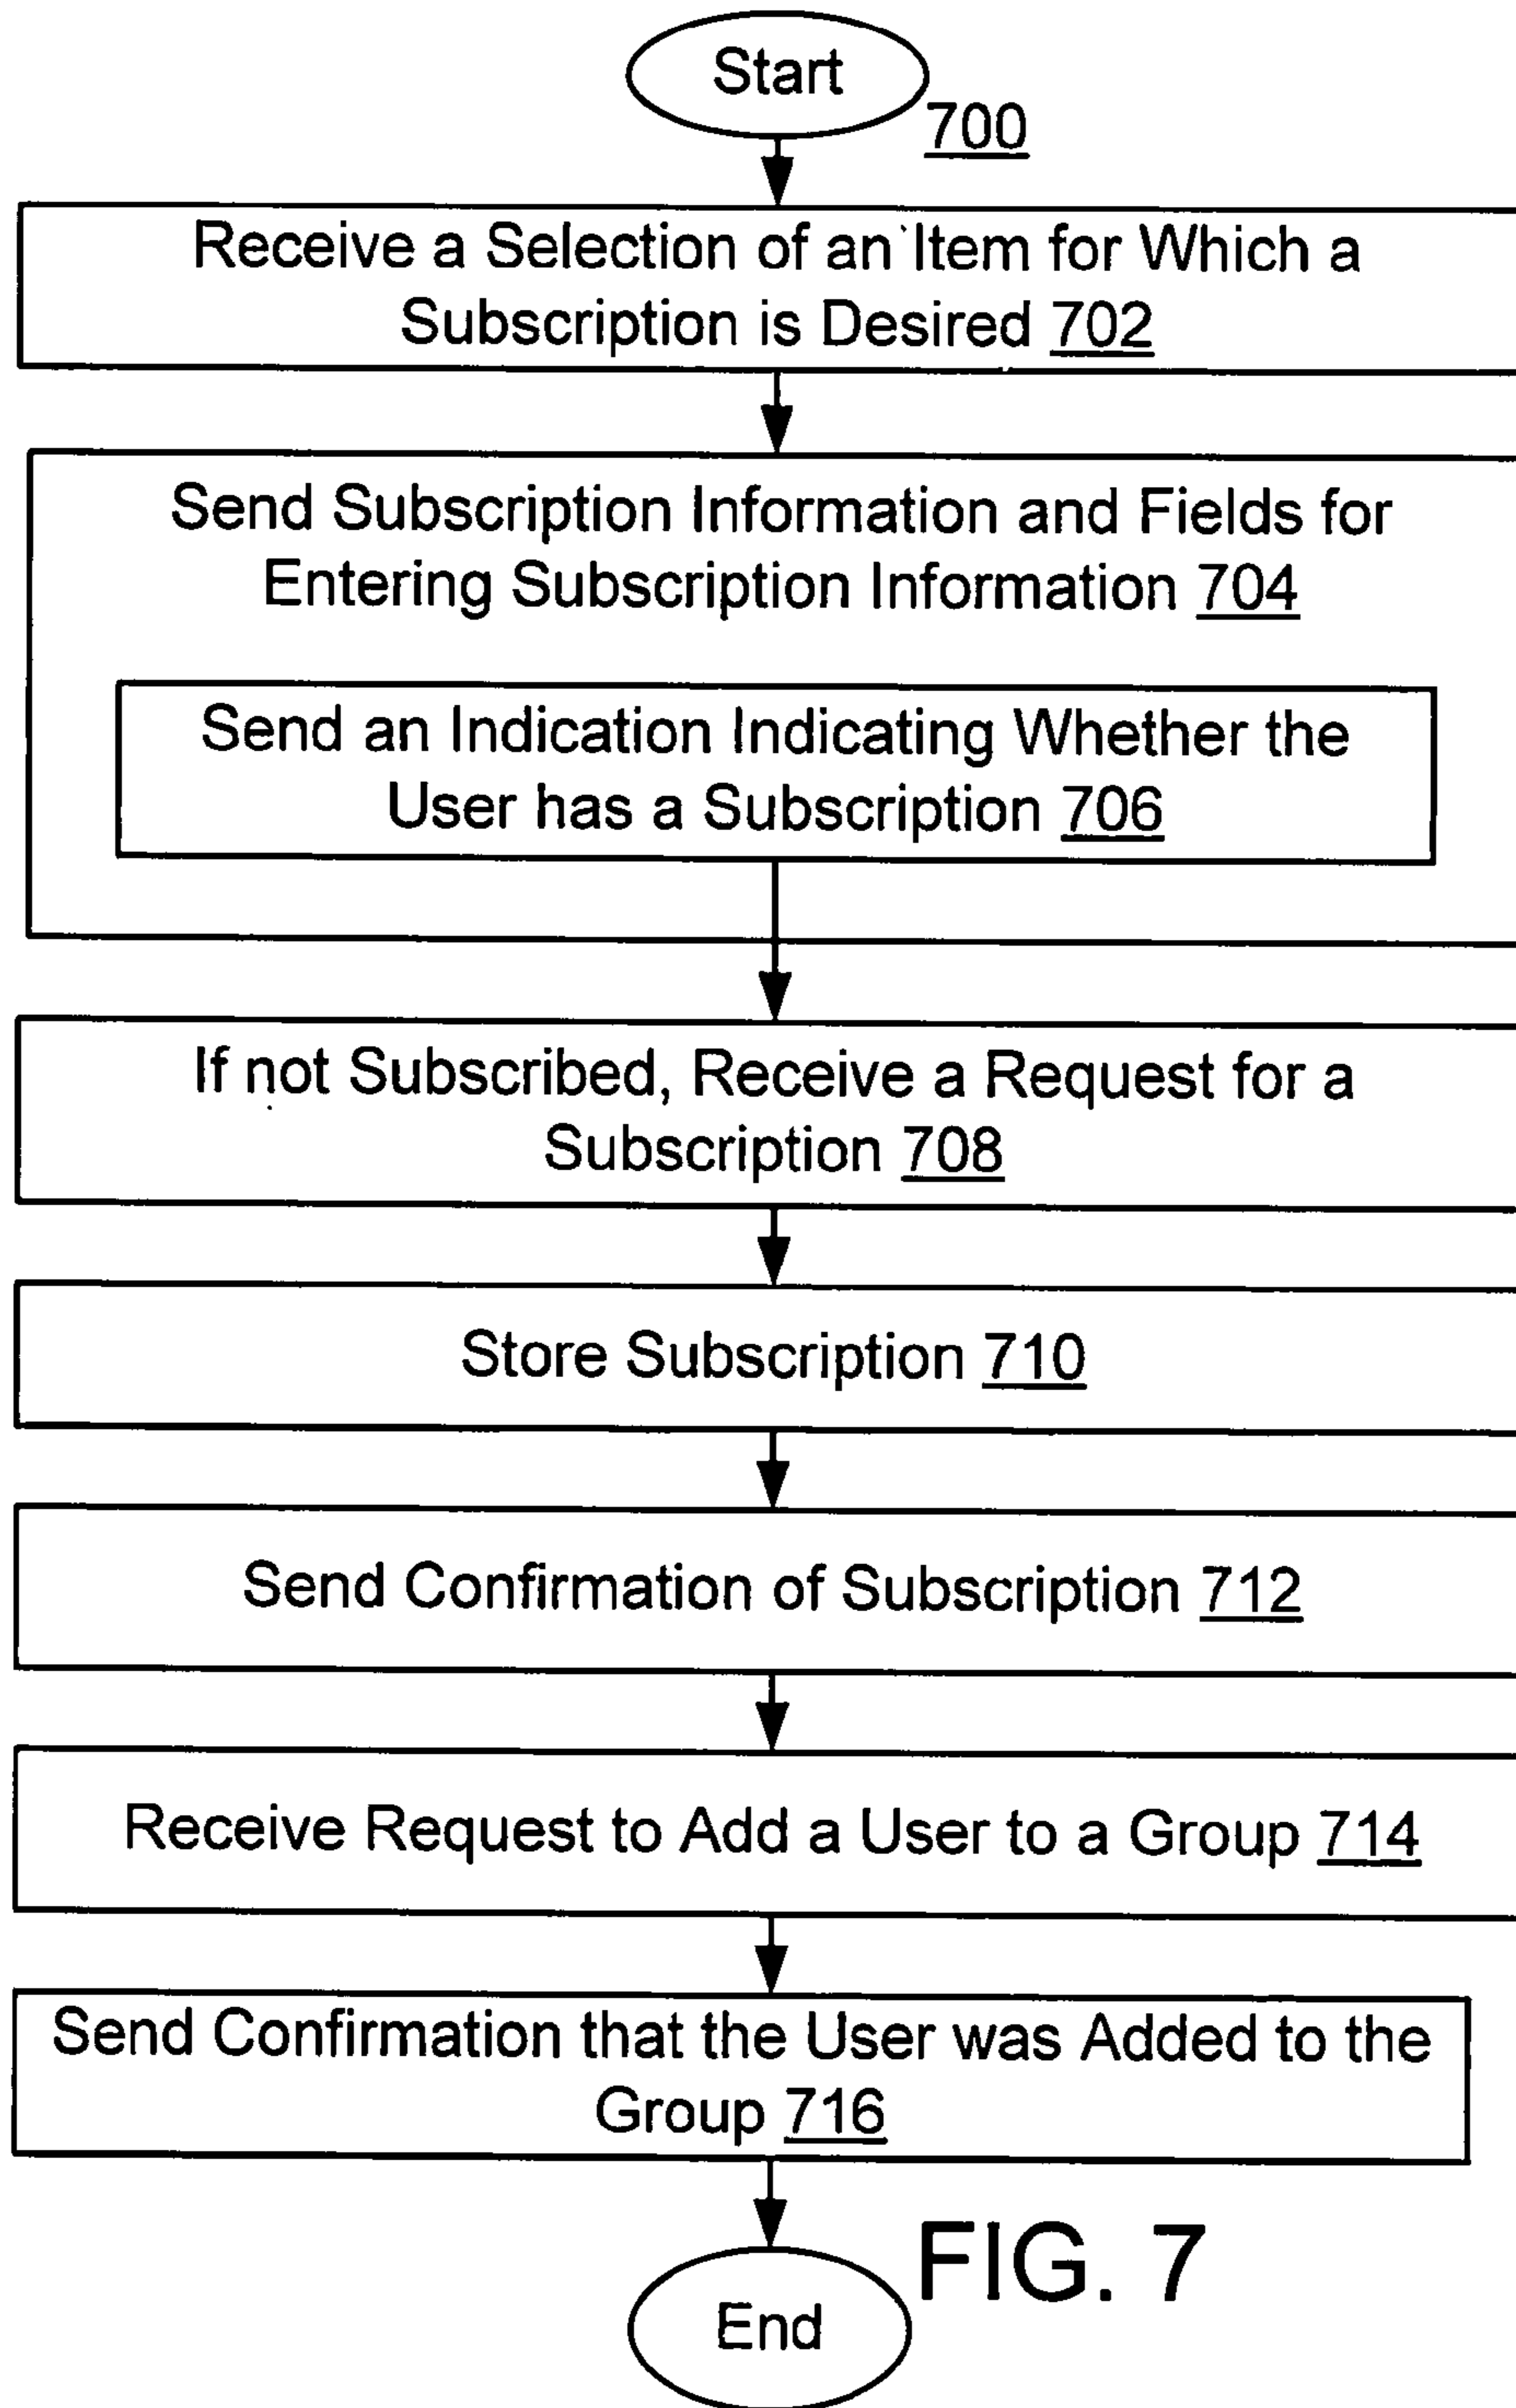 Start
700
Receive a Selection of an Item for Which a
Subscription is Desired 702
Send Subscription Information and Fields for
Entering Subscription Information 704
Send an Indication Indicating Whether the
User has a Subscription 706
If not Subscribed, Receive a Request for a
Subscription 708
Store Subscription 710
Send Confirmation of Subscription 712
Receive Request to Add a User to a Group 714
Send Confirmation that the User was Added to the
Group 716
End
FIG. 7